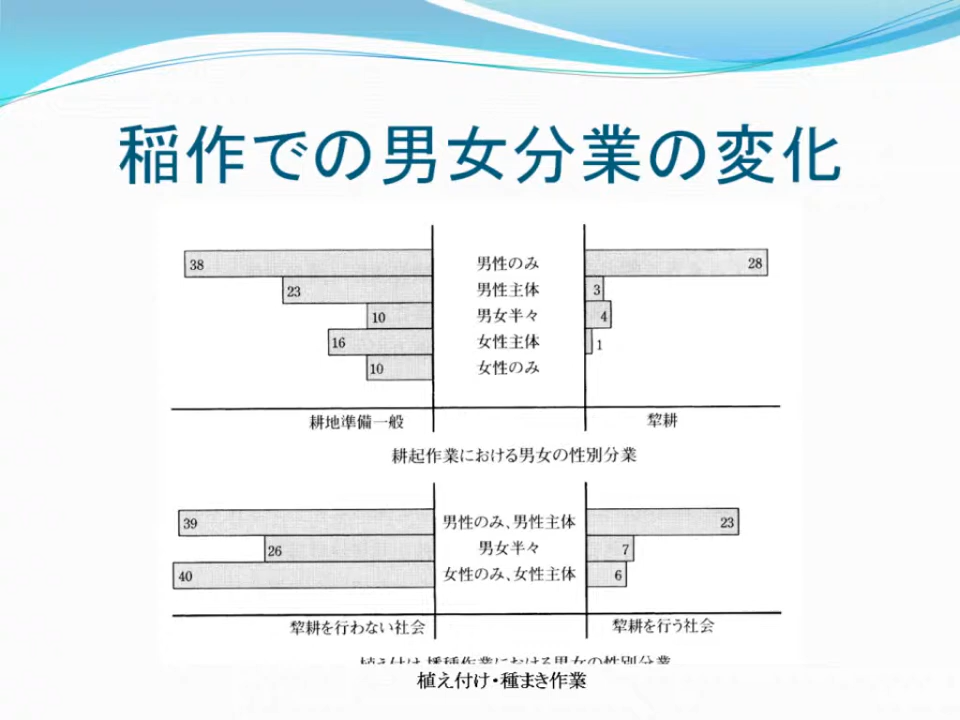 稲作での男女分業の変化
38 男性のみ 28
23 男性主体 3
10 男女半々 4
16 女性主体 1
10 女性のみ
耕地準備一般 犂耕
耕起作業における男女の性別分業
39 男性のみ、男性主体 23
26 男女半々 7
40 女性のみ、女性主体 6
犂耕を行わない社会 犂耕を行う社会
植え付け・種まき作業